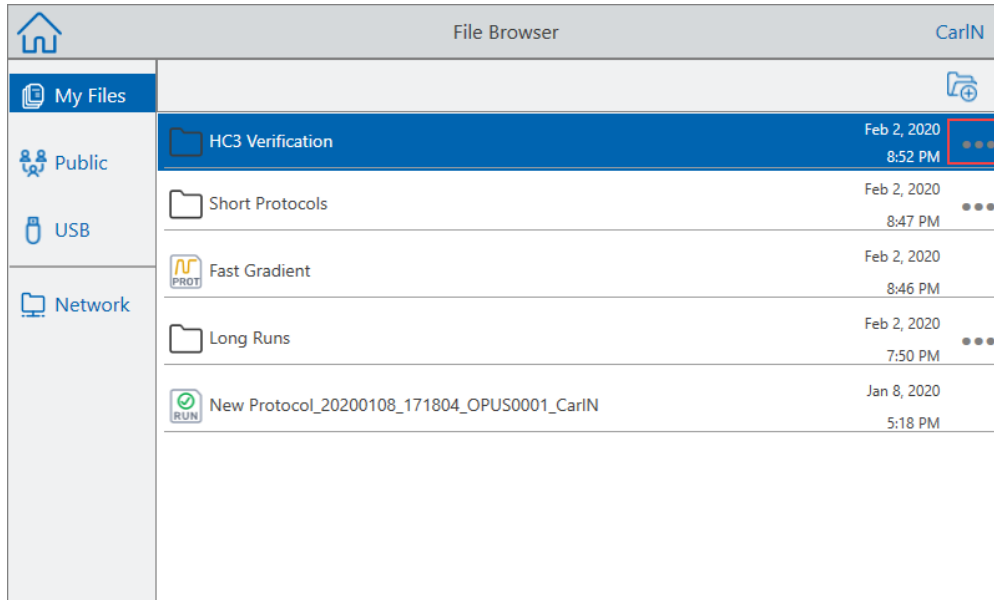 File Browser
CarlN
My Files
Public
USB
Network
HC3 Verification
Feb 2, 2020
8:52 PM
Short Protocols
Feb 2, 2020
8:47 PM
PROT
Fast Gradient
Feb 2, 2020
8:46 PM
Long Runs
Feb 2, 2020
7:50 PM
RUN
New Protocol_20200108_171804_OPUS0001_CarlN
Jan 8, 2020
5:18 PM